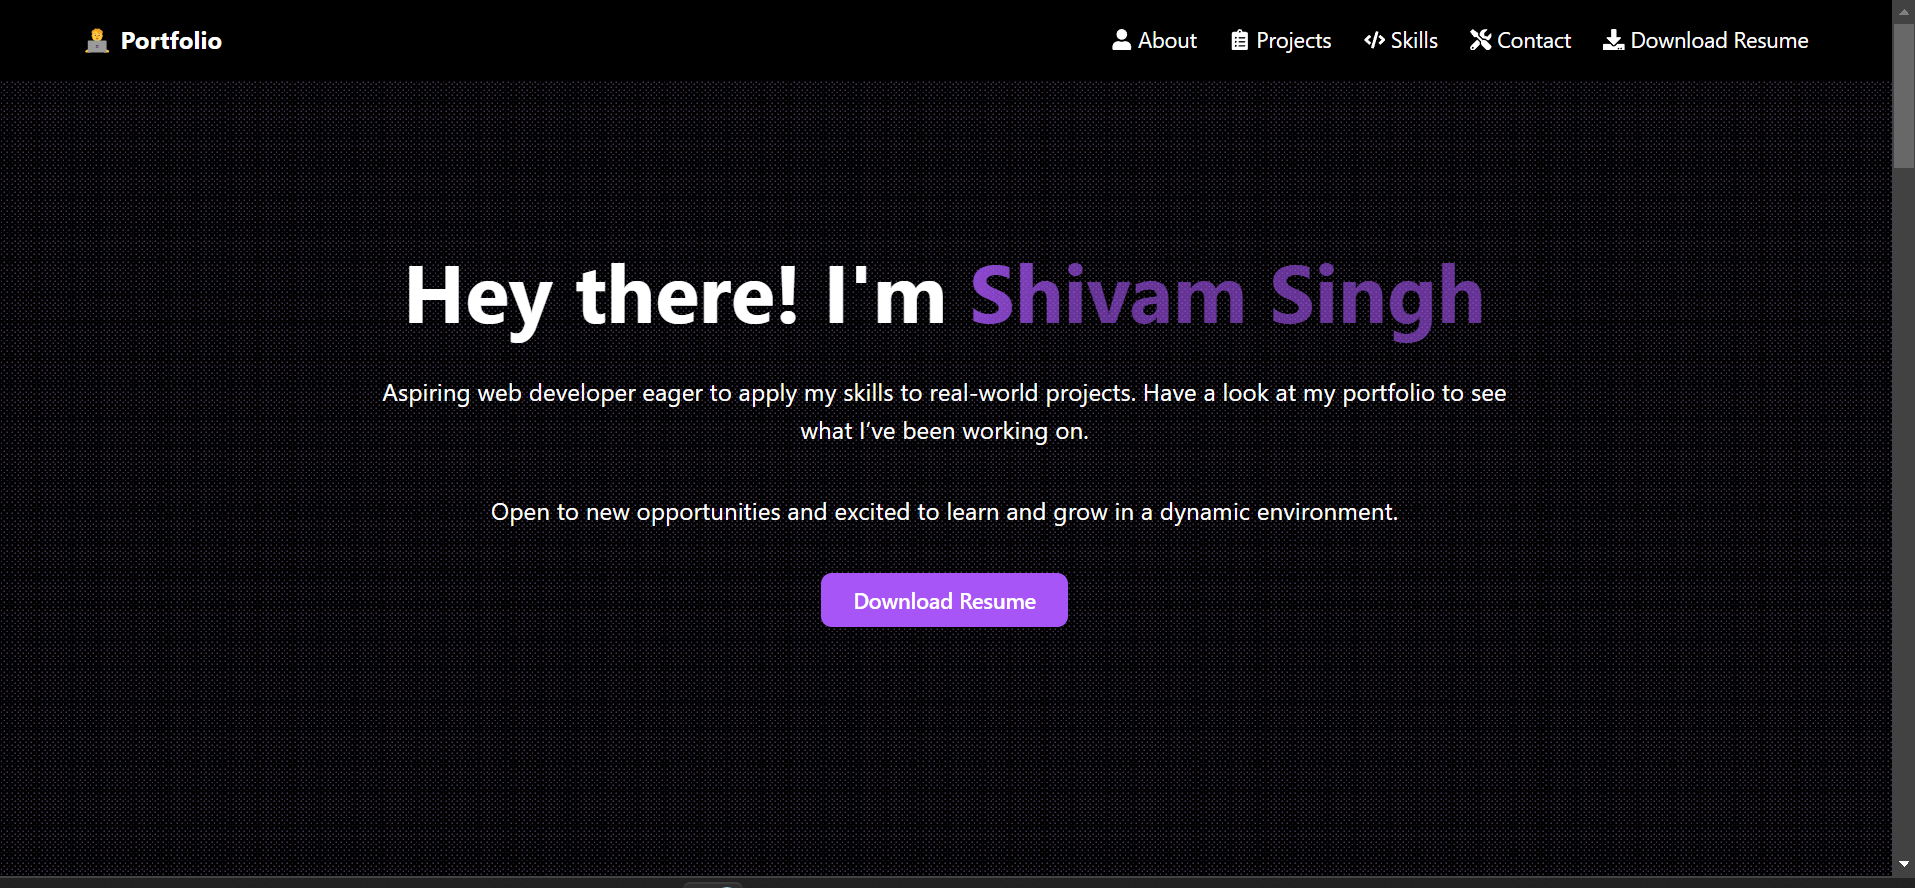 Portfolio
About
Projects
Skills
Contact
Download Resume
Hey there! I'm Shivam Singh
Aspiring web developer eager to apply my skills to real-world projects. Have a look at my portfolio to see
what I’ve been working on.
Open to new opportunities and excited to learn and grow in a dynamic environment.
Download Resume